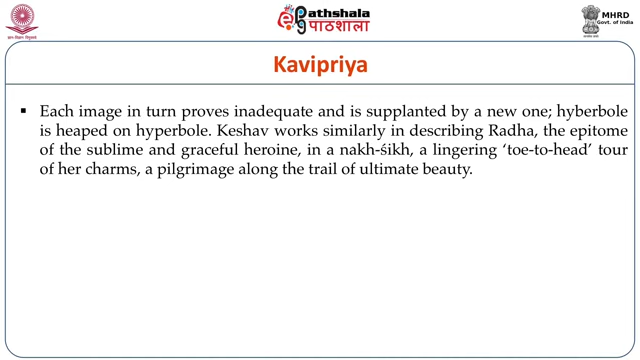 Pathshala
पाठशाला
MHRD
Govt. of India
Kavipriya
▪ Each image in turn proves inadequate and is supplanted by a new one; hyberbole
is heaped on hyperbole. Keshav works similarly in describing Radha, the epitome
of the sublime and graceful heroine, in a nakh-śikh, a lingering ‘toe-to-head’ tour
of her charms, a pilgrimage along the trail of ultimate beauty.